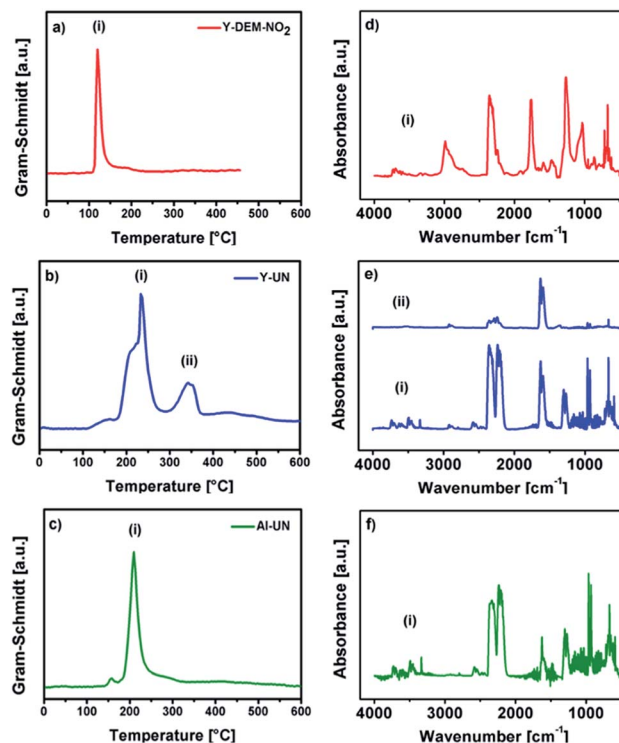 a)
(i)
Y-DEM-NO₂
Gram-Schmidt [a.u.]
0 100 200 300 400 500 600
Temperature [°C]
d)
(i)
Absorbance [a.u.]
4000 3000 2000 1000
Wavenumber [cm⁻¹]
b)
(i)
Y-UN
(ii)
Gram-Schmidt [a.u.]
0 100 200 300 400 500 600
Temperature [°C]
e)
(ii)
(i)
Absorbance [a.u.]
4000 3000 2000 1000
Wavenumber [cm⁻¹]
c)
(i)
Al-UN
Gram-Schmidt [a.u.]
0 100 200 300 400 500 600
Temperature [°C]
f)
(i)
Absorbance [a.u.]
4000 3000 2000 1000
Wavenumber [cm⁻¹]